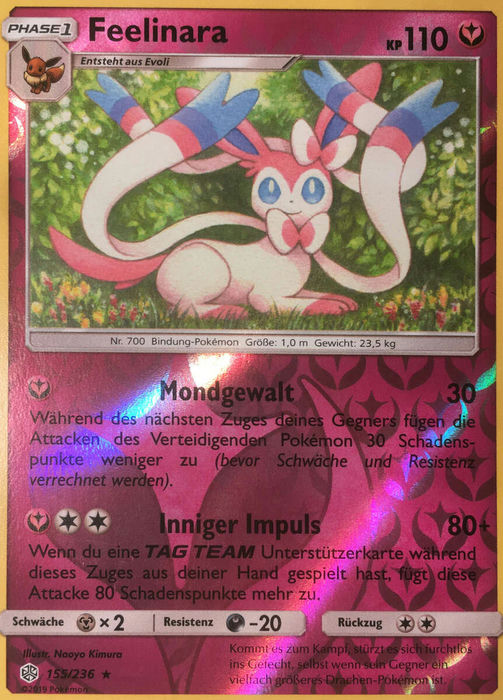 PHASE 1
Feelinara
KP 110
Entsteht aus Evoli
Nr. 700 Bindung-Pokémon Größe: 1,0 m Gewicht: 23,5 kg
Mondgewalt 30
Während des nächsten Zuges deines Gegners fügen die
Attacken des Verteidigenden Pokémon 30 Schadens-
punkte weniger zu (bevor Schwäche und Resistenz
verrechnet werden).
Inniger Impuls 80+
Wenn du eine TAG TEAM Unterstützerkarte während
dieses Zuges aus deiner Hand gespielt hast, fügt diese
Attacke 80 Schadenspunkte mehr zu.
Schwäche ×2 Resistenz -20 Rückzug
Illustr. Naoyo Kimura
155/236 ★
©2019 Pokémon
Kommt es zum Kampf, stürzt es sich furchtlos
ins Gefecht, selbst wenn sein Gegner ein
vielfach größeres Drachen-Pokémon ist.